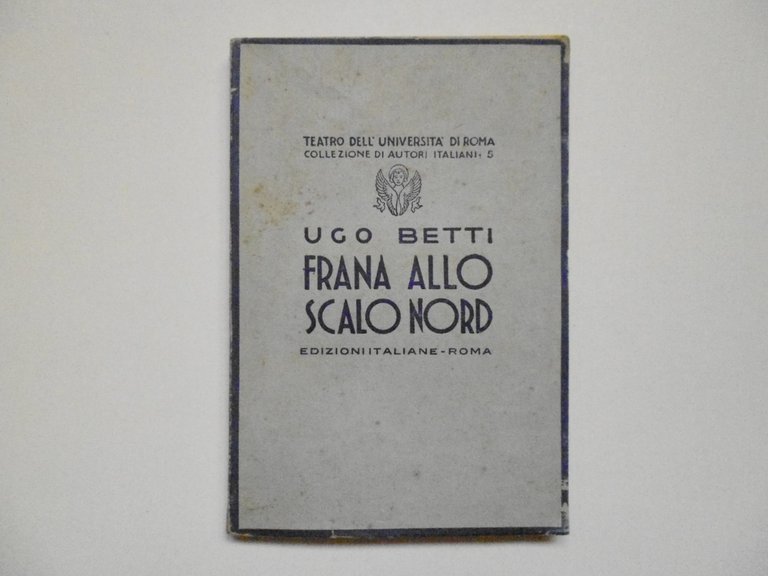 TEATRO DELL' UNIVERSITA' DI ROMA
COLLEZIONE DI AUTORI ITALIANI: 5
UGO BETTI
FRANA ALLO
SCALO NORD
EDIZIONI ITALIANE - ROMA